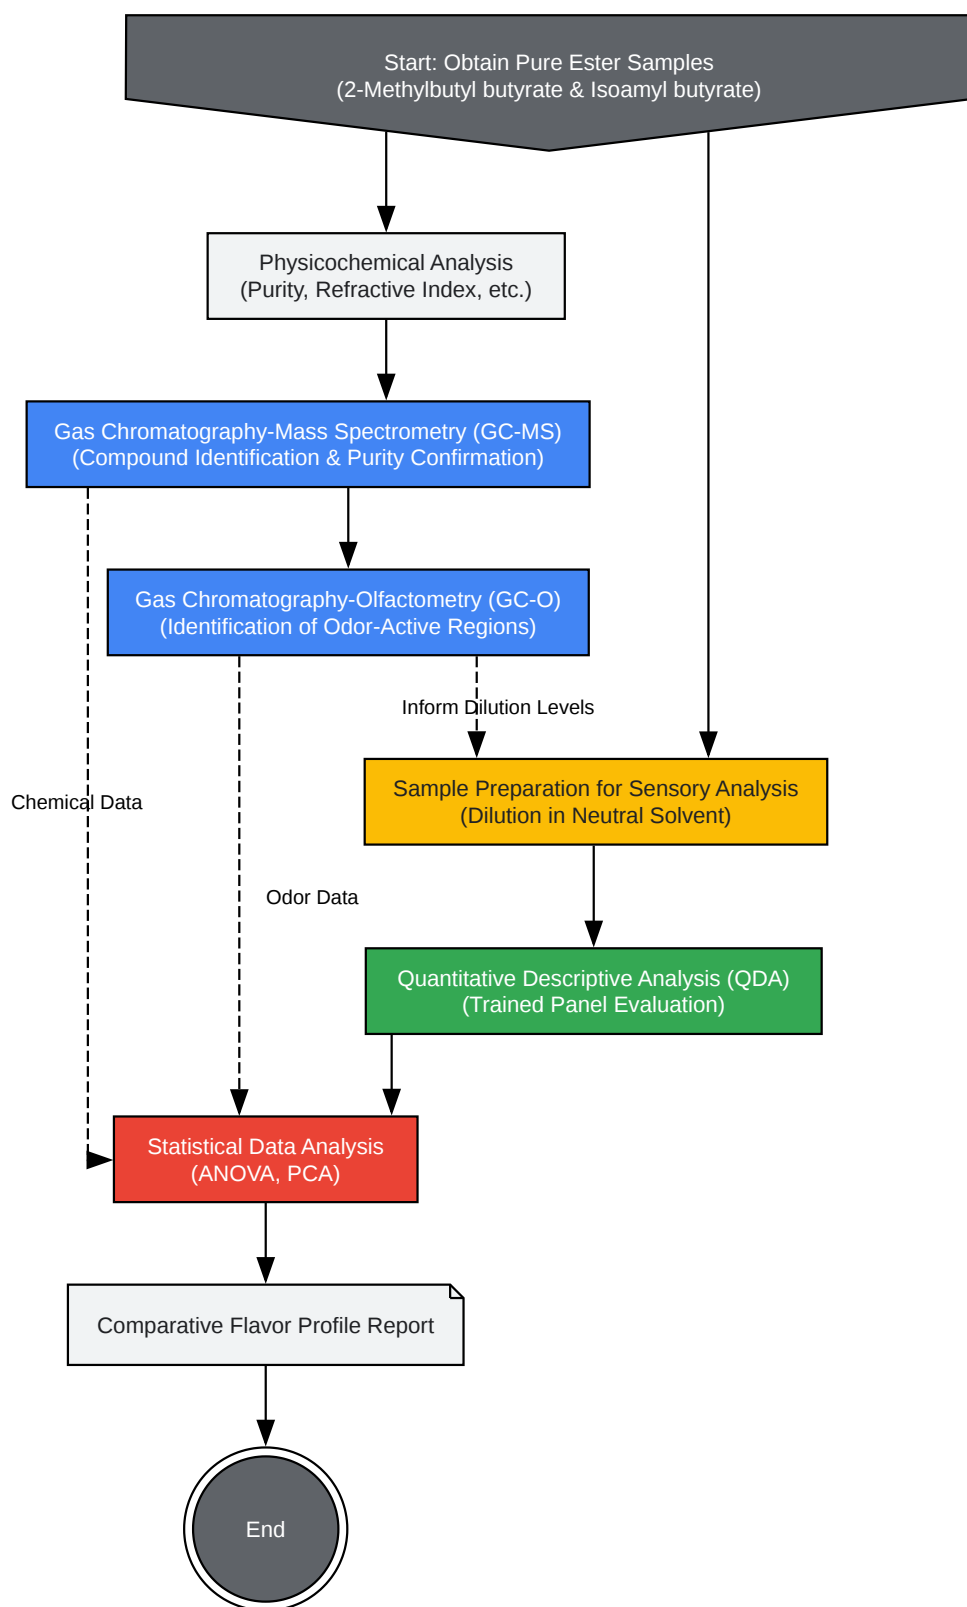 Start: Obtain Pure Ester Samples
(2-Methylbutyl butyrate & Isoamyl butyrate)
Physicochemical Analysis
(Purity, Refractive Index, etc.)
Gas Chromatography-Mass Spectrometry (GC-MS)
(Compound Identification & Purity Confirmation)
Gas Chromatography-Olfactometry (GC-O)
(Identification of Odor-Active Regions)
Inform Dilution Levels
Sample Preparation for Sensory Analysis
(Dilution in Neutral Solvent)
Chemical Data
Odor Data
Quantitative Descriptive Analysis (QDA)
(Trained Panel Evaluation)
Statistical Data Analysis
(ANOVA, PCA)
Comparative Flavor Profile Report
End